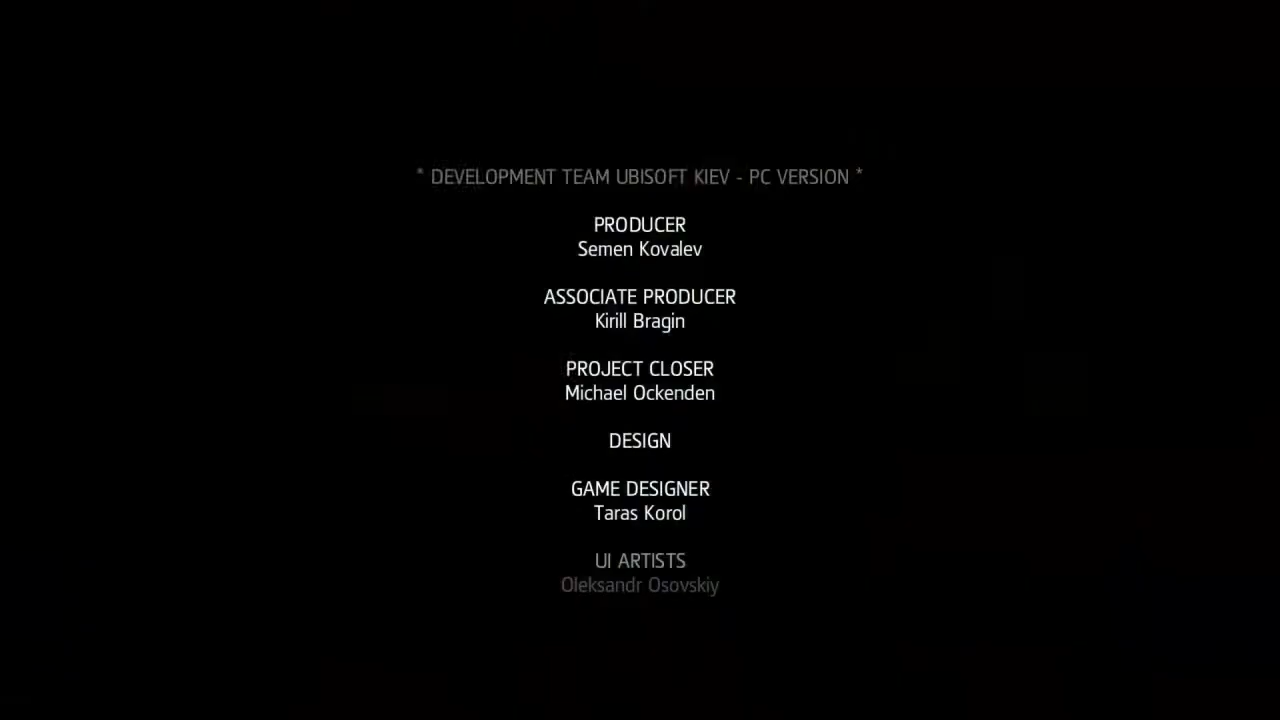 * DEVELOPMENT TEAM UBISOFT KIEV - PC VERSION *
PRODUCER
Semen Kovalev
ASSOCIATE PRODUCER
Kirill Bragin
PROJECT CLOSER
Michael Ockenden
DESIGN
GAME DESIGNER
Taras Korol
UI ARTISTS
Oleksandr Osovskiy